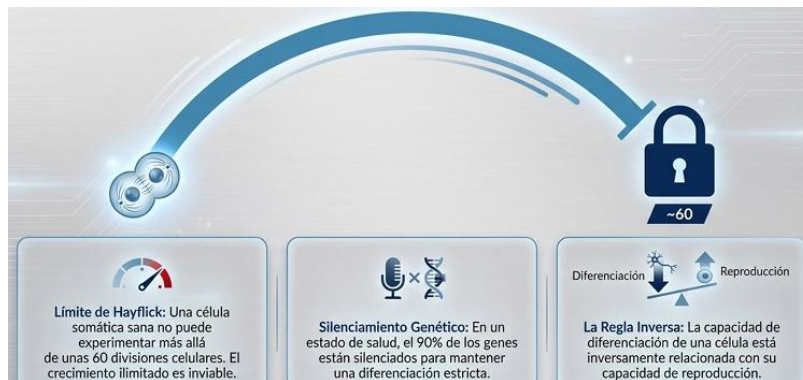 ~60
Límite de Hayflick: Una célula
somática sana no puede
experimentar más allá
de unas 60 divisiones celulares. El
crecimiento ilimitado es inviable.
Silenciamiento Genético: En un
estado de salud, el 90% de los genes
están silenciados para mantener
una diferenciación estricta.
Diferenciación
Reproducción
La Regla Inversa: La capacidad de
diferenciación de una célula está
inversamente relacionada con su
capacidad de reproducción.